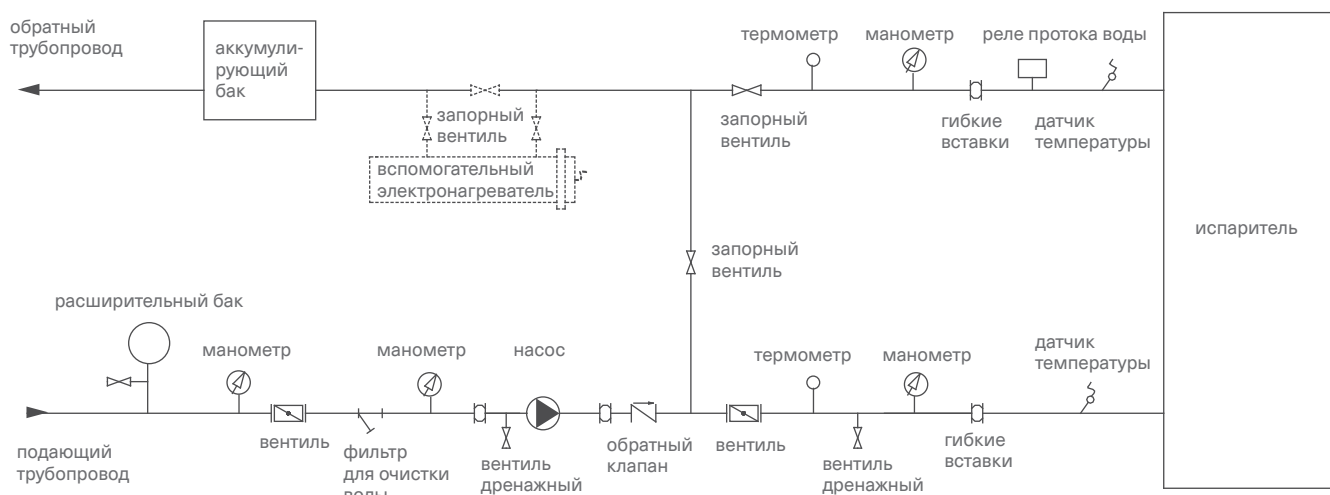 обратный
трубопровод
аккумули-
рующий
бак
запорный
вентиль
вспомогательный
электронагреватель
термометр
манометр
реле протока воды
запорный
вентиль
гибкие
вставки
датчик
температуры
испаритель
запорный
вентиль
расширительный бак
манометр
манометр
насос
термометр
манометр
датчик
температуры
подающий
трубопровод
вентиль
фильтр
для очистки
воды
вентиль
дренажный
обратный
клапан
вентиль
вентиль
дренажный
гибкие
вставки